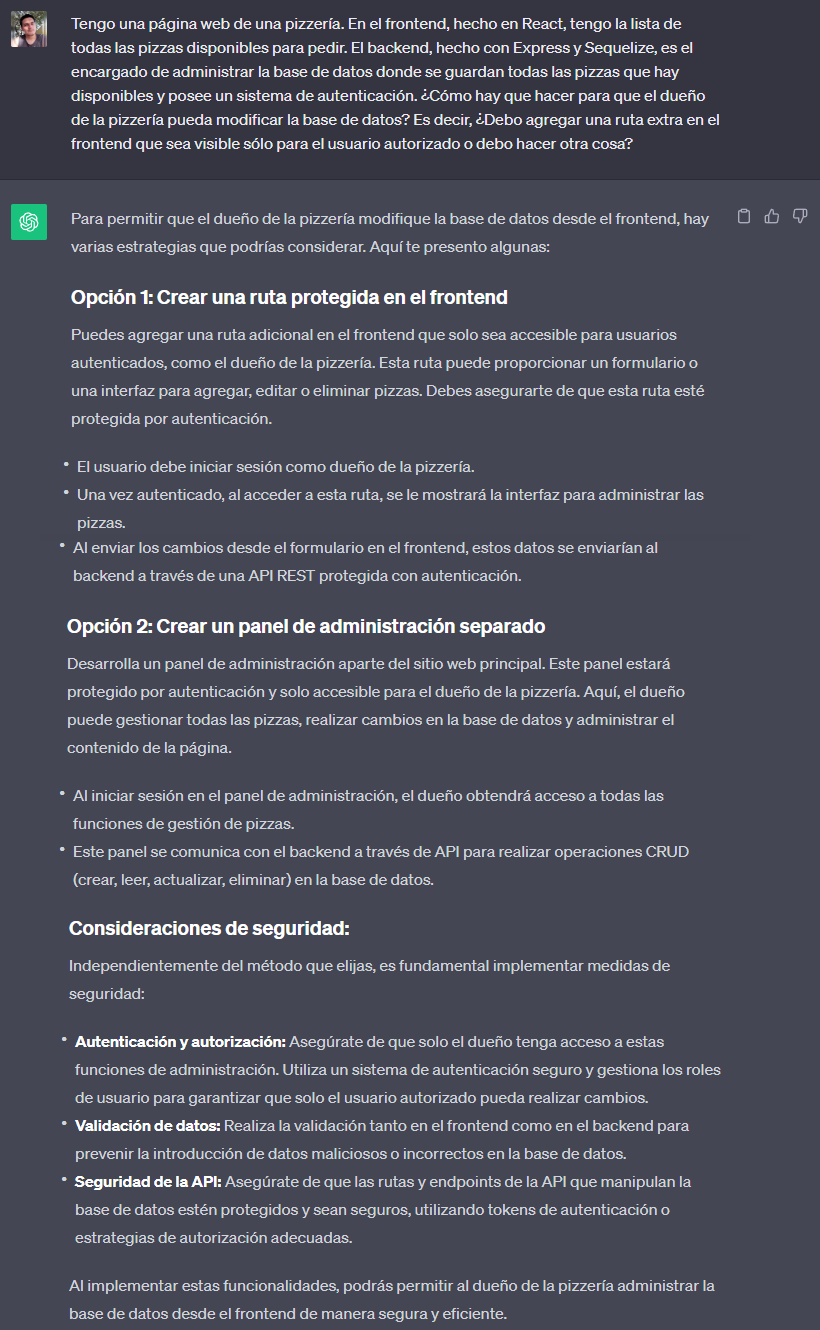 Tengo una página web de una pizzería. En el frontend, hecho en React, tengo la lista de
todas las pizzas disponibles para pedir. El backend, hecho con Express y Sequelize, es el
encargado de administrar la base de datos donde se guardan todas las pizzas que hay
disponibles y posee un sistema de autenticación. ¿Cómo hay que hacer para que el dueño
de la pizzería pueda modificar la base de datos? Es decir, ¿Debo agregar una ruta extra en el
frontend que sea visible sólo para el usuario autorizado o debo hacer otra cosa?
Para permitir que el dueño de la pizzería modifique la base de datos desde el frontend, hay
varias estrategias que podrías considerar. Aquí te presento algunas:
Opción 1: Crear una ruta protegida en el frontend
Puedes agregar una ruta adicional en el frontend que solo sea accesible para usuarios
autenticados, como el dueño de la pizzería. Esta ruta puede proporcionar un formulario o
una interfaz para agregar, editar o eliminar pizzas. Debes asegurarte de que esta ruta esté
protegida por autenticación.
• El usuario debe iniciar sesión como dueño de la pizzería.
• Una vez autenticado, al acceder a esta ruta, se le mostrará la interfaz para administrar las
pizzas.
• Al enviar los cambios desde el formulario en el frontend, estos datos se enviarían al
backend a través de una API REST protegida con autenticación.
Opción 2: Crear un panel de administración separado
Desarrolla un panel de administración aparte del sitio web principal. Este panel estará
protegido por autenticación y solo accesible para el dueño de la pizzería. Aquí, el dueño
puede gestionar todas las pizzas, realizar cambios en la base de datos y administrar el
contenido de la página.
• Al iniciar sesión en el panel de administración, el dueño obtendrá acceso a todas las
funciones de gestión de pizzas.
• Este panel se comunica con el backend a través de API para realizar operaciones CRUD
(crear, leer, actualizar, eliminar) en la base de datos.
Consideraciones de seguridad:
Independientemente del método que elijas, es fundamental implementar medidas de
seguridad:
• Autenticación y autorización: Asegúrate de que solo el dueño tenga acceso a estas
funciones de administración. Utiliza un sistema de autenticación seguro y gestiona los roles
de usuario para garantizar que solo el usuario autorizado pueda realizar cambios.
• Validación de datos: Realiza la validación tanto en el frontend como en el backend para
prevenir la introducción de datos maliciosos o incorrectos en la base de datos.
• Seguridad de la API: Asegúrate de que las rutas y endpoints de la API que manipulan la
base de datos estén protegidos y sean seguros, utilizando tokens de autenticación o
estrategias de autorización adecuadas.
Al implementar estas funcionalidades, podrás permitir al dueño de la pizzería administrar la
base de datos desde el frontend de manera segura y eficiente.